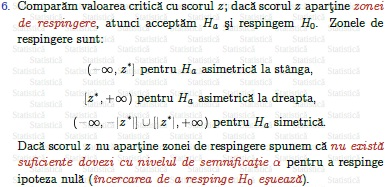 6. Comparăm valoarea critică cu scorul z; dacă scorul z aparţine zonei
de respingere, atunci acceptăm Hₐ şi respingem H₀. Zonele de
respingere sunt:
(−∞, z*] pentru Hₐ asimetrică la stânga,
[z*, +∞) pentru Hₐ asimetrică la dreapta,
(−∞, −|z*|] ∪ [|z*|, +∞) pentru Hₐ simetrică.
Dacă scorul z nu aparţine zonei de respingere spunem că nu există
suficiente dovezi cu nivelul de semnificaţie α pentru a respinge
ipoteza nulă (încercarea de a respinge H₀ eşuează).